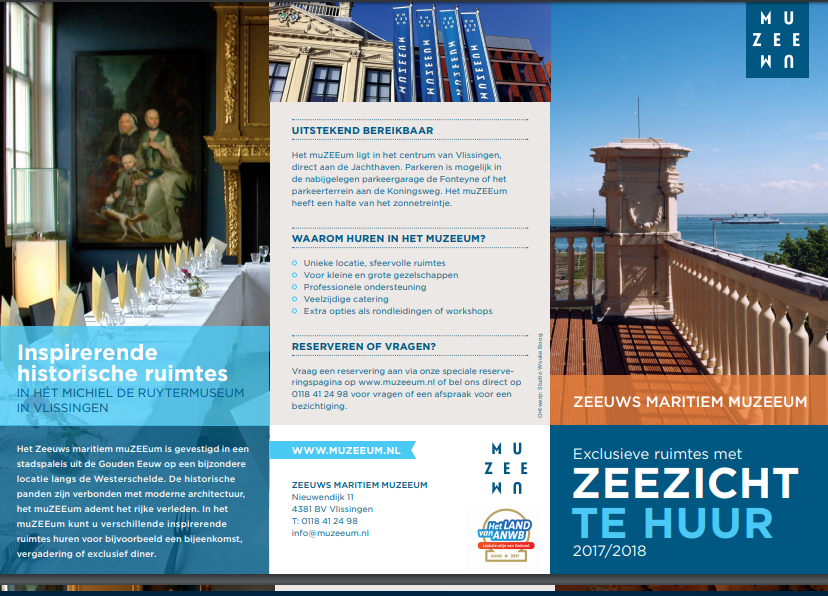 Inspirerende
historische ruimtes
IN HET MICHIEL DE RUYTERMUSEUM
IN VLISSINGEN
Het Zeeuws maritiem muZEEum is gevestigd in een
stadspaleis uit de Gouden Eeuw op een bijzondere
locatie langs de Westerschelde. De historische
panden zijn verbonden met moderne architectuur,
het muZEEum ademt het rijke verleden. In het
muZEEum kunt u verschillende inspirerende
ruimtes huren voor bijvoorbeeld een bijeenkomst,
vergadering of exclusief diner.
MUZEEUM
MUZEEUM
MUZEEUM
MUZEEUM
UITSTEKEND BEREIKBAAR
Het muZEEum ligt in het centrum van Vlissingen,
direct aan de Jachthaven. Parkeren is mogelijk in
de nabijgelegen parkeergarage de Fonteyne of het
parkeerterrein aan de Koningsweg. Het muZEEum
heeft een halte van het zonnetreintje.
WAAROM HUREN IN HET MUZEEUM?
Unieke locatie, sfeervolle ruimtes
Voor kleine en grote gezelschappen
Professionele ondersteuning
Veelzijdige catering
Extra opties als rondleidingen of workshops
RESERVEREN OF VRAGEN?
Vraag een reservering aan via onze speciale reserve-
ringspagina op www.muzeeum.nl of bel ons direct op
0118 41 24 98 voor vragen of een afspraak voor een
bezichtiging.
Ontwerp: Studio Wouke Boog
WWW.MUZEEUM.NL
ZEEUWS MARITIEM MUZEEUM
Nieuwendijk 11
4381 BV Vlissingen
T: 0118 41 24 98
info@muzeeum.nl
MU
ZEE
UM
Het LAND
van ANWB
MU
ZEE
UM
ZEEUWS MARITIEM MUZEEUM
Exclusieve ruimtes met
ZEEZICHT
TE HUUR
2017/2018